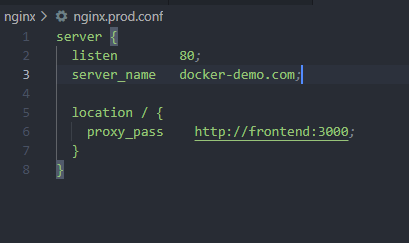 nginx > nginx.prod.conf
1 server {
2 listen 80;
3 server_name docker-demo.com;
4
5 location / {
6 proxy_pass http://frontend:3000;
7 }
8 }